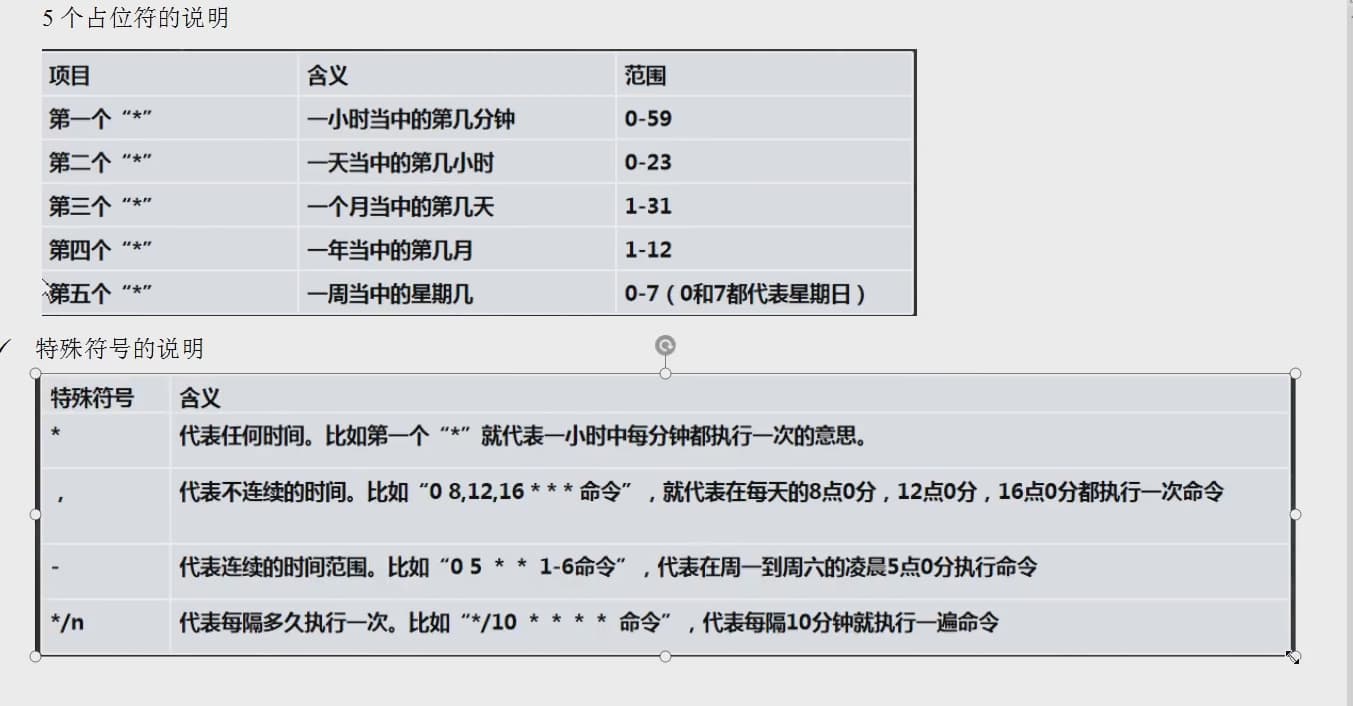 5 个占位符的说明
项目 含义 范围
第一个“*” 一小时当中的第几分钟 0-59
第二个“*” 一天当中的第几小时 0-23
第三个“*” 一个月当中的第几天 1-31
第四个“*” 一年当中的第几月 1-12
第五个“*” 一周当中的星期几 0-7（0和7都代表星期日）
✓ 特殊符号的说明
特殊符号 含义
* 代表任何时间。比如第一个“*”就代表一小时中每分钟都执行一次的意思。
， 代表不连续的时间。比如“0 8,12,16 * * * 命令”，就代表在每天的8点0分，12点0分，16点0分都执行一次命令
- 代表连续的时间范围。比如“0 5 * * 1-6命令”，代表在周一到周六的凌晨5点0分执行命令
*/n 代表每隔多久执行一次。比如“*/10 * * * * 命令”，代表每隔10分钟就执行一遍命令